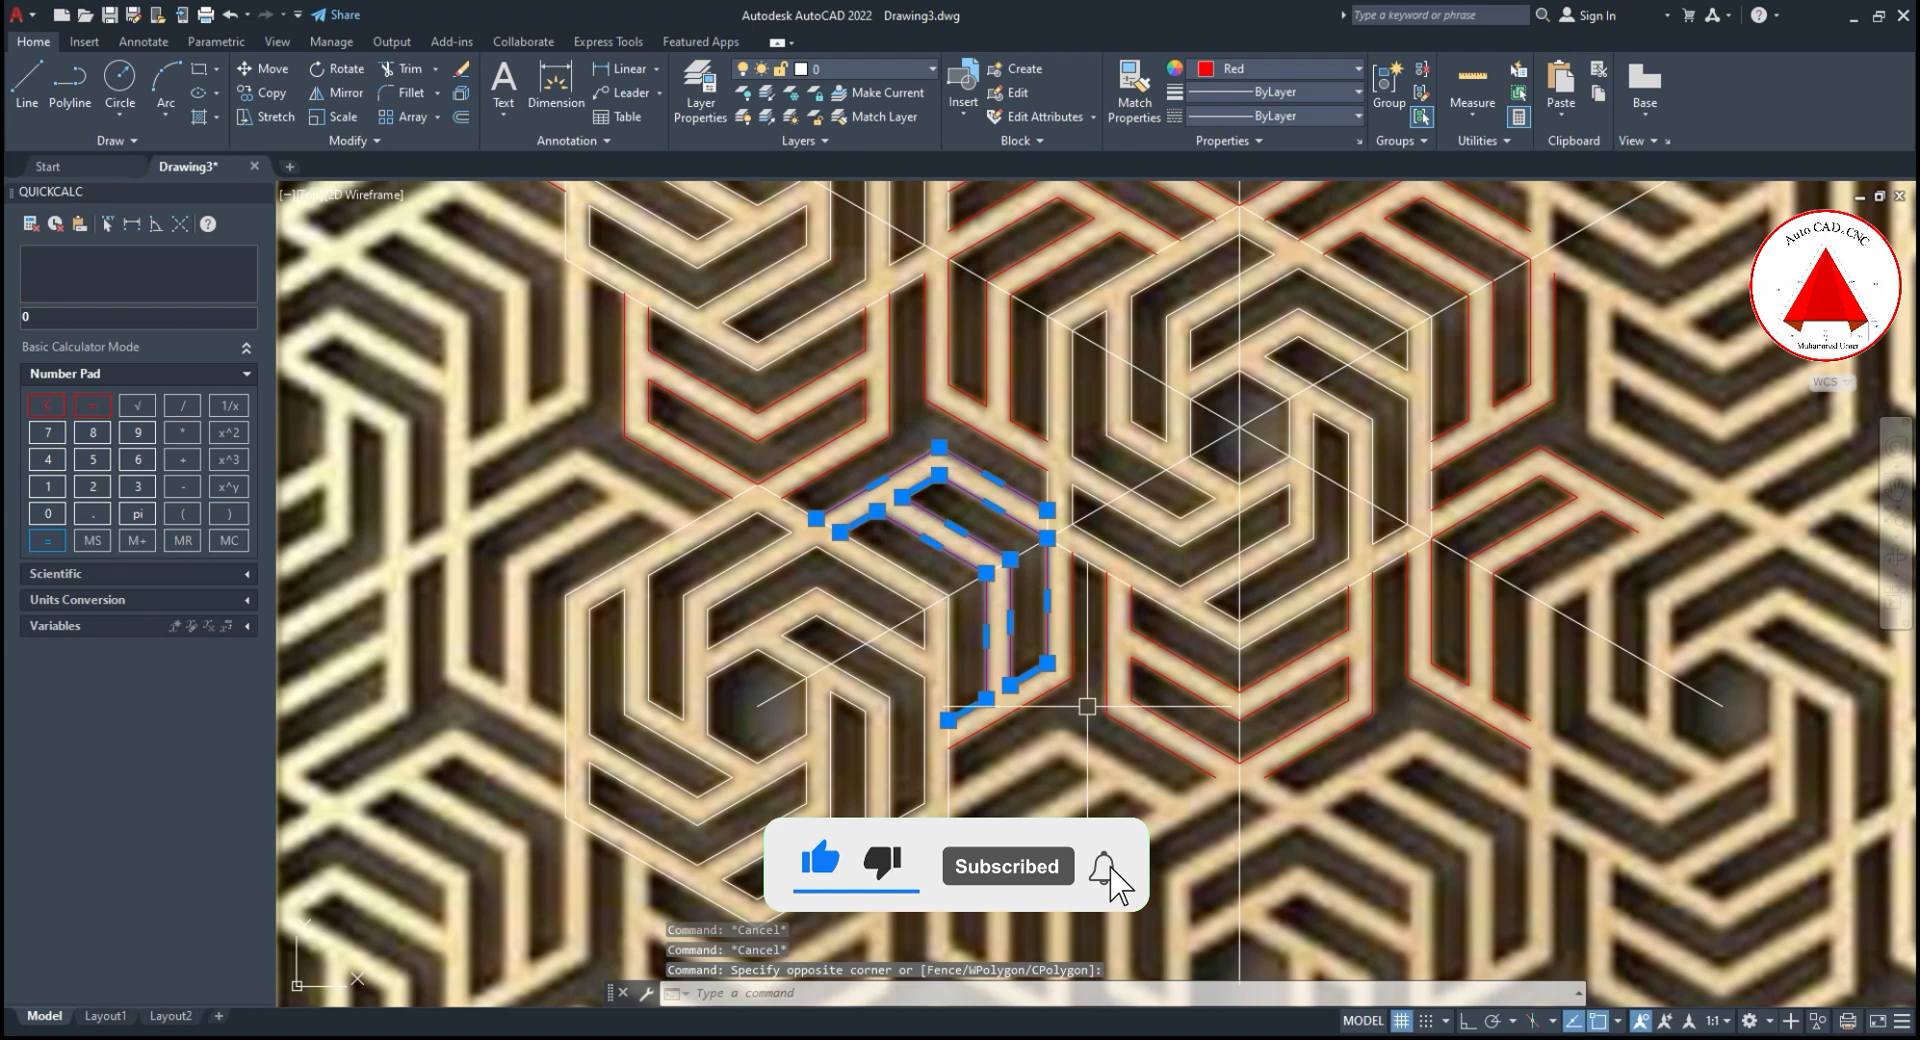 Share
Autodesk AutoCAD 2022 Drawing3.dwg
Type a keyword or phrase
Sign In
Home Insert Annotate Parametric View Manage Output Add-ins Collaborate Express Tools Featured Apps
Line Polyline Circle Arc
Move Rotate Trim
Copy Mirror Fillet
Stretch Scale Array
Text Dimension
Linear
Leader
Table
Layer Properties
0
Make Current
Match Layer
Insert
Create
Edit
Edit Attributes
Match Properties
Red
ByLayer
ByLayer
Group
Measure
Paste
Base
Draw Modify Annotation Layers Block Properties Groups Utilities Clipboard View
Start Drawing3*
QUICKCALC
0
Basic Calculator Mode
Number Pad
C √ / 1/x
7 8 9 * x^2
4 5 6 + x^3
1 2 3 - x^y
0 . pi ( )
= MS M+ MR MC
Scientific
Units Conversion
Variables
2D Wireframe]
Auto CAD.CNC
Muhammad Umer
WCS
Subscribed
Command: *Cancel*
Command: *Cancel*
Command: Specify opposite corner or [Fence/WPolygon/CPolygon]:
Type a command
Y
X
Model Layout1 Layout2
MODEL
1:1